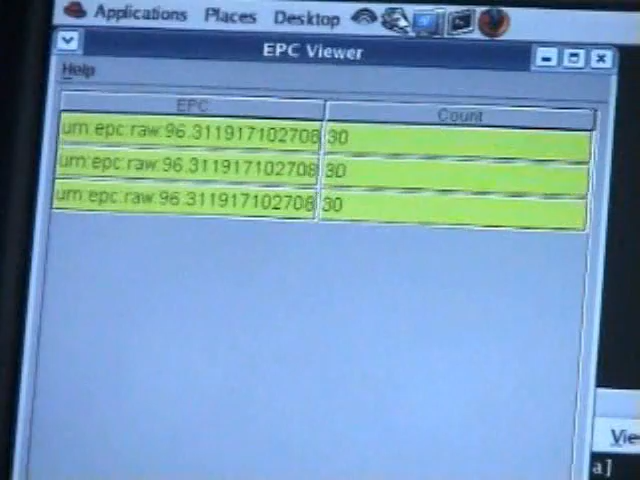 Applications Places Desktop
EPC Viewer
Help
EPC Count
urn:epc:raw:96.311917102708 30
urn:epc:raw:96.311917102708 30
urn:epc:raw:96.311917102708 30
Vie
a]